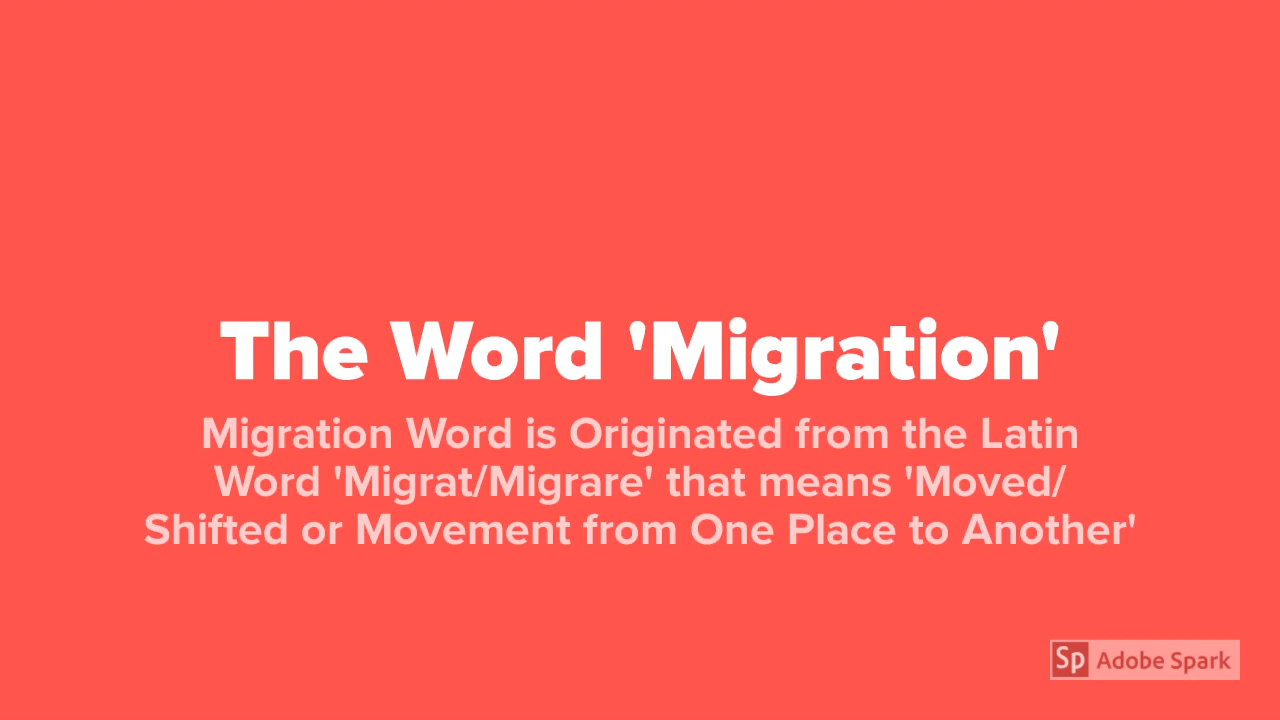 The Word 'Migration'
Migration Word is Originated from the Latin
Word 'Migrat/Migrare' that means 'Moved/
Shifted or Movement from One Place to Another'
Sp Adobe Spark